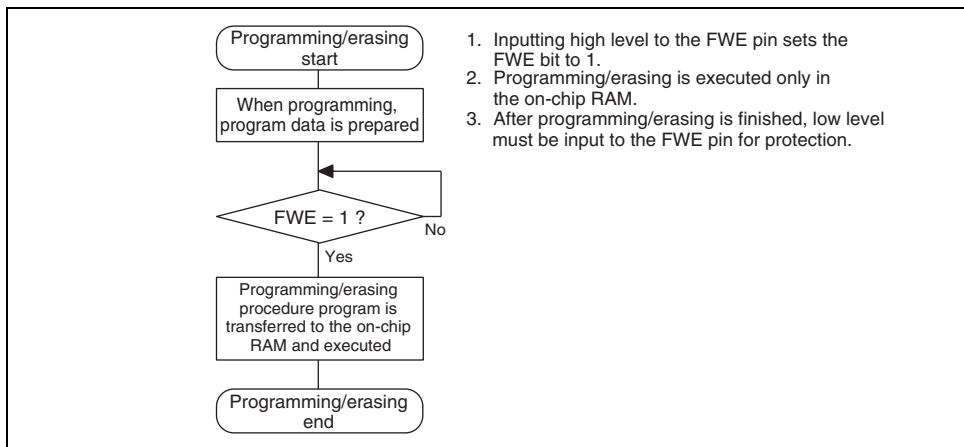 Programming/erasing
start
When programming,
program data is prepared
FWE = 1 ?
No
Yes
Programming/erasing
procedure program is
transferred to the on-chip
RAM and executed
Programming/erasing
end
1. Inputting high level to the FWE pin sets the
FWE bit to 1.
2. Programming/erasing is executed only in
the on-chip RAM.
3. After programming/erasing is finished, low level
must be input to the FWE pin for protection.